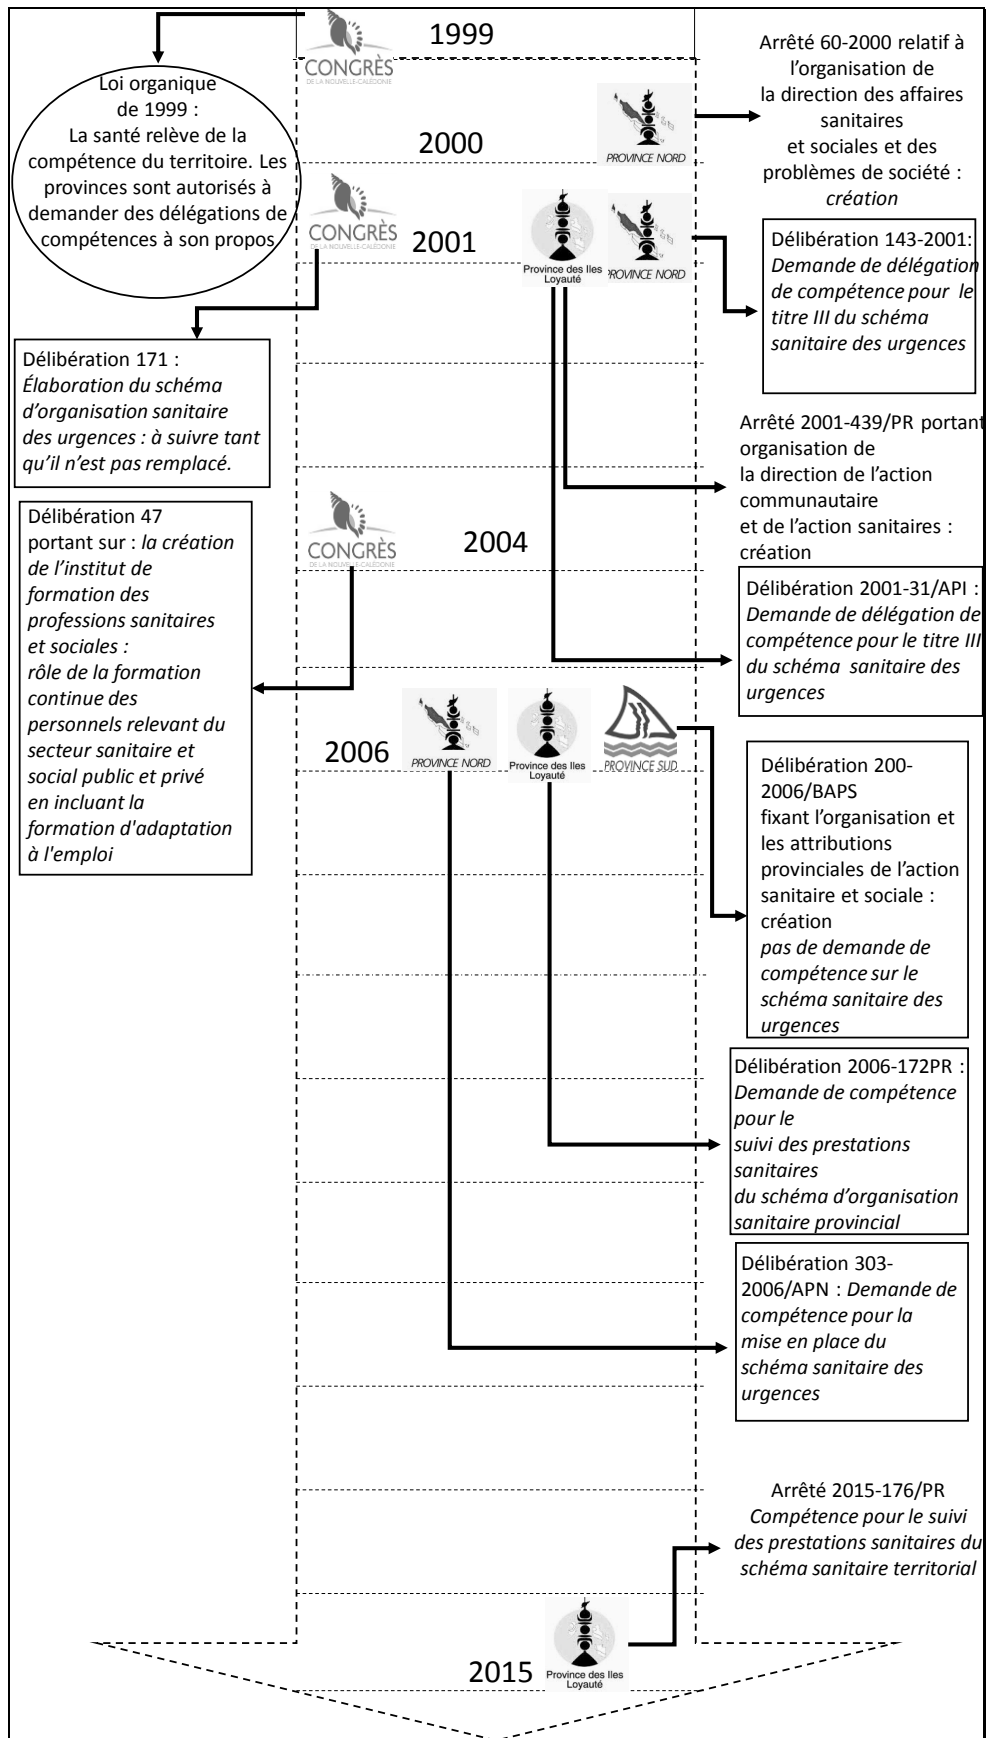 1999
CONGRÈS
DE LA NOUVELLE-CALÉDONIE
Loi organique
de 1999 :
La santé relève de la
compétence du territoire. Les
provinces sont autorisés à
demander des délégations de
compétences à son propos
2000
PROVINCE NORD
Arrêté 60-2000 relatif à
l’organisation de
la direction des affaires
sanitaires
et sociales et des
problèmes de société :
création
CONGRÈS
DE LA NOUVELLE-CALÉDONIE
2001
Province des Iles
Loyauté
PROVINCE NORD
Délibération 143-2001:
Demande de délégation
de compétence pour le
titre III du schéma
sanitaire des urgences
Délibération 171 :
Élaboration du schéma
d’organisation sanitaire
des urgences : à suivre tant
qu’il n’est pas remplacé.
Arrêté 2001-439/PR portant
organisation de
la direction de l’action
communautaire
et de l’action sanitaires :
création
Délibération 2001-31/API :
Demande de délégation de
compétence pour le titre III
du schéma sanitaire des
urgences
CONGRÈS
DE LA NOUVELLE-CALÉDONIE
2004
Délibération 47
portant sur : la création
de l’institut de
formation des
professions sanitaires
et sociales :
rôle de la formation
continue des
personnels relevant du
secteur sanitaire et
social public et privé
en incluant la
formation d'adaptation
à l'emploi
2006
PROVINCE NORD
Province des Iles
Loyauté
PROVINCE SUD
Délibération 200-
2006/BAPS
fixant l’organisation et
les attributions
provinciales de l’action
sanitaire et sociale :
création
pas de demande de
compétence sur le
schéma sanitaire des
urgences
Délibération 2006-172PR :
Demande de compétence
pour le
suivi des prestations
sanitaires
du schéma d’organisation
sanitaire provincial
Délibération 303-
2006/APN : Demande de
compétence pour la
mise en place du
schéma sanitaire des
urgences
Arrêté 2015-176/PR
Compétence pour le suivi
des prestations sanitaires du
schéma sanitaire territorial
2015
Province des Iles
Loyauté